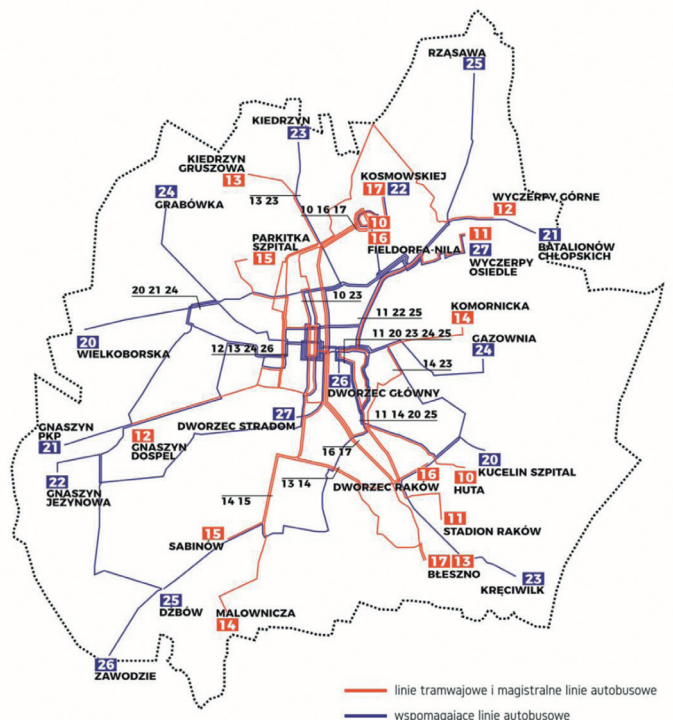 RZĄSAWA
25
KIEDRZYN
23
KIEDRZYN
GRUSZOWA
13
13 23
KOSMOWSKIEJ
17 22
24
GRABÓWKA
WYCZERPY GÓRNE
12
10 16 17
10
16
FIELDORFA-NILA
11
27
WYCZERPY
OSIEDLE
21
BATALIONÓW
CHŁOPSKICH
PARKITKA
SZPITAL
15
20 21 24
10 23
KOMORNICKA
14
11 22 25
20
WIELKOBORSKA
11 20 23 24 25
GAZOWNIA
24
12 13 24 26
14 23
26
DWORZEC GŁÓWNY
27
DWORZEC STRADOM
11 14 20 25
GNASZYN
PKP
21
12
GNASZYN
DOSPEL
16 17
20
KUCELIN SZPITAL
22
GNASZYN
JEŻYNOWA
13 14
DWORZEC RAKÓW
16
10
HUTA
14 15
11
STADION RAKÓW
15
SABINÓW
17 13
BŁESZNO
23
KRĘCIWILK
25
DŹBÓW
MALOWNICZA
14
26
ZAWODZIE
linie tramwajowe i magistralne linie autobusowe
wspomagające linie autobusowe